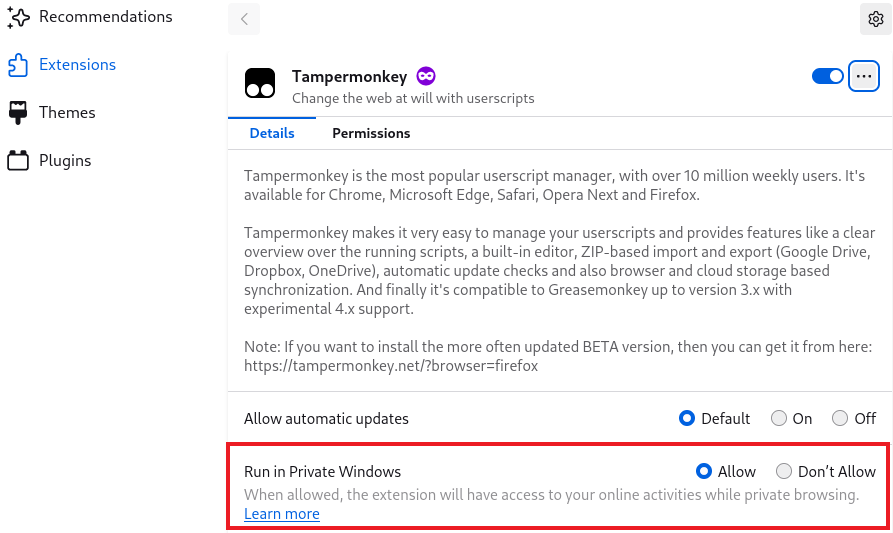 Recommendations
Extensions
Themes
Plugins
Tampermonkey
Change the web at will with userscripts
Details Permissions
Tampermonkey is the most popular userscript manager, with over 10 million weekly users. It's
available for Chrome, Microsoft Edge, Safari, Opera Next and Firefox.
Tampermonkey makes it very easy to manage your userscripts and provides features like a clear
overview over the running scripts, a built-in editor, ZIP-based import and export (Google Drive,
Dropbox, OneDrive), automatic update checks and also browser and cloud storage based
synchronization. And finally it's compatible to Greasemonkey up to version 3.x with
experimental 4.x support.
Note: If you want to install the more often updated BETA version, then you can get it from here:
https://tampermonkey.net/?browser=firefox
Allow automatic updates Default On Off
Run in Private Windows Allow Don’t Allow
When allowed, the extension will have access to your online activities while private browsing.
Learn more